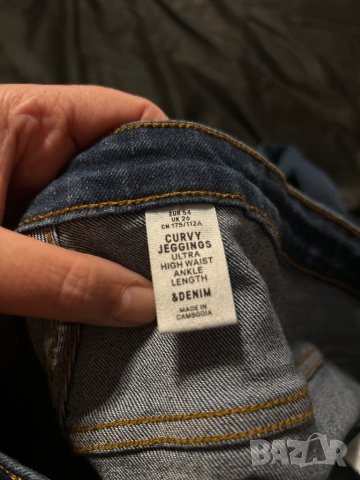 EUR 54
UK 26
CN 175/112A
CURVY
JEGGINGS
ULTRA
HIGH WAIST
ANKLE
LENGTH
&DENIM
MADE IN
CAMBODIA
BAZAR
bg